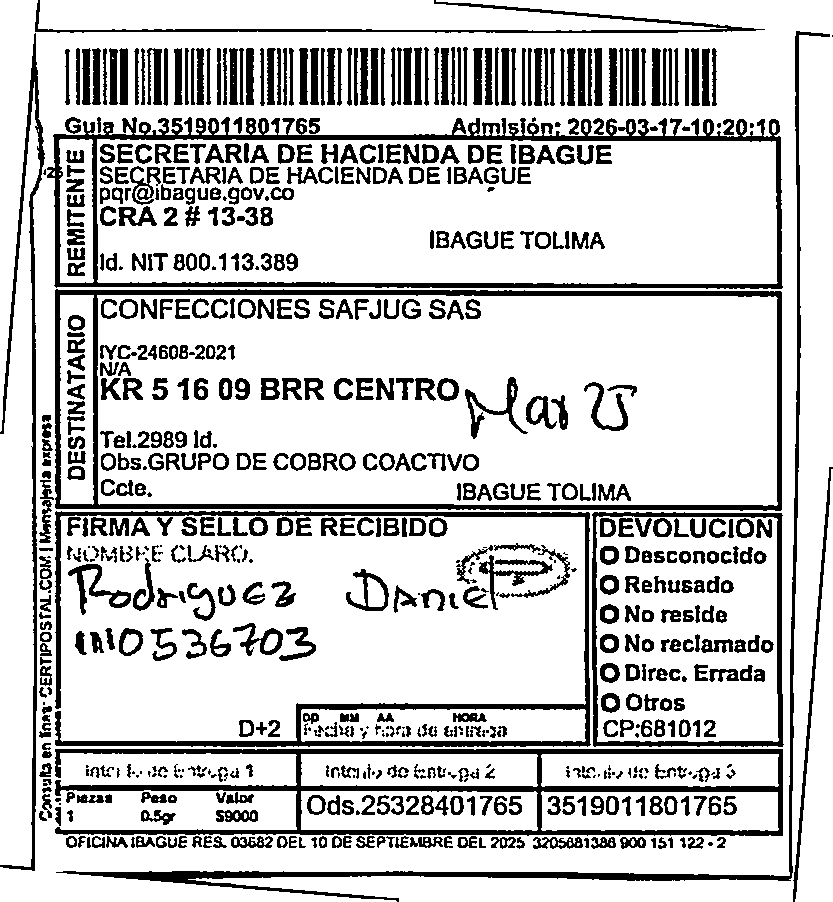 Guia No.3519011801765 Admisión: 2026-03-17-10:20:10
REMITENTE
SECRETARIA DE HACIENDA DE IBAGUE
SECRETARIA DE HACIENDA DE IBAGUE
pqr@ibague.gov.co
CRA 2 # 13-38
IBAGUE TOLIMA
Id. NIT 800.113.389
DESTINATARIO
CONFECCIONES SAFJUG SAS
IYC-24608-2021
N/A
KR 5 16 09 BRR CENTRO
Mar 25
Tel.2989 Id.
Obs.GRUPO DE COBRO COACTIVO
Ccte. IBAGUE TOLIMA
Consulta en linea: CERTIPOSTAL.COM | Mensajeria expresa
FIRMA Y SELLO DE RECIBIDO
NOMBRE CLARO.
Rodriguez Daniel
1110536703
D+2
DD MM AA HORA
Fecha y hora de entrega
DEVOLUCION
Desconocido
Rehusado
No reside
No reclamado
Direc. Errada
Otros
CP:681012
Intento de Entrega 1 Intento de Entrega 2 Intento de Entrega 3
Piezas Peso Valor
1 0.5gr $9000
Ods.25328401765 3519011801765
OFICINA IBAGUE RES. 03682 DEL 10 DE SEPTIEMBRE DEL 2025 3205681386 900 151 122 - 2